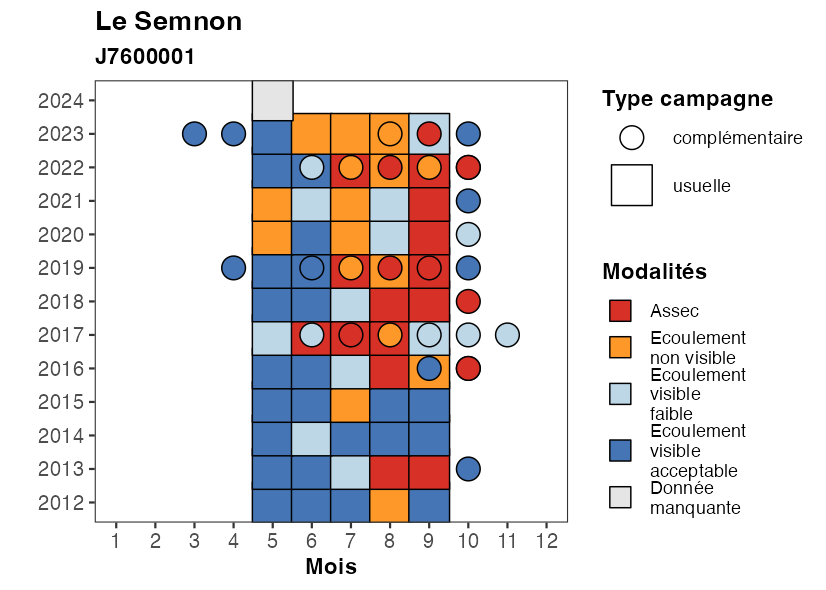 Le Semnon
J7600001
2024
2023
2022
2021
2020
2019
2018
2017
2016
2015
2014
2013
2012
1 2 3 4 5 6 7 8 9 10 11 12
Mois
Type campagne
complémentaire
usuelle
Modalités
Assec
Ecoulement
non visible
Ecoulement
visible
faible
Ecoulement
visible
acceptable
Donnée
manquante